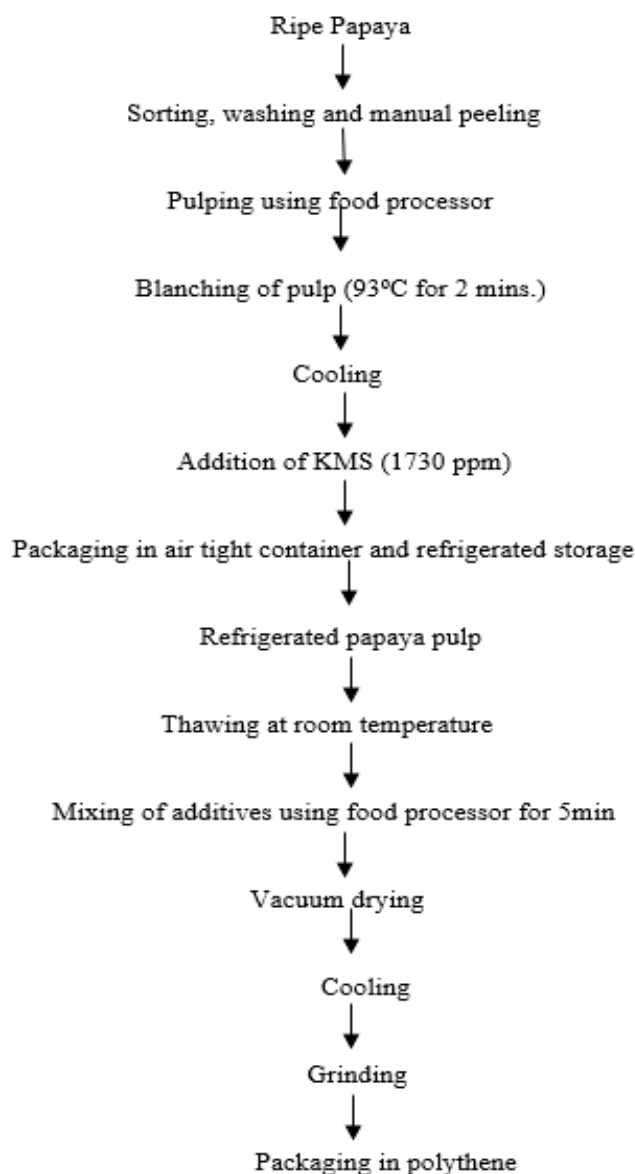 Ripe Papaya
Sorting, washing and manual peeling
Pulping using food processor
Blanching of pulp (93⁰C for 2 mins.)
Cooling
Addition of KMS (1730 ppm)
Packaging in air tight container and refrigerated storage
Refrigerated papaya pulp
Thawing at room temperature
Mixing of additives using food processor for 5min
Vacuum drying
Cooling
Grinding
Packaging in polythene